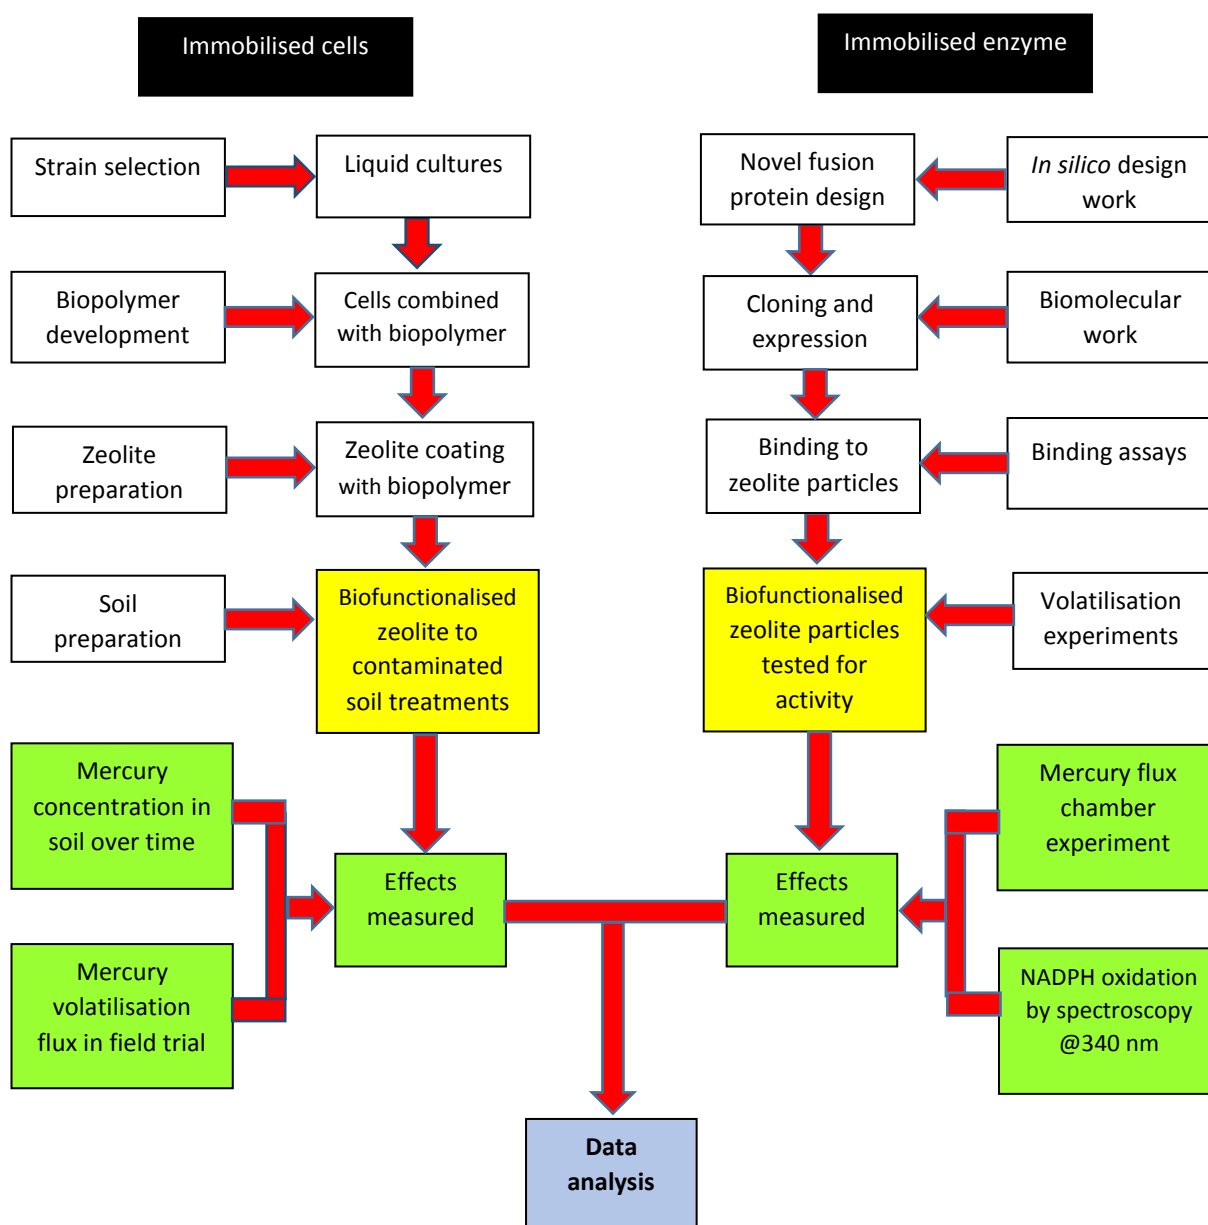 Immobilised cells
Immobilised enzyme
Strain selection
Liquid cultures
Novel fusion
protein design
In silico design
work
Biopolymer
development
Cells combined
with biopolymer
Cloning and
expression
Biomolecular
work
Zeolite
preparation
Zeolite coating
with biopolymer
Binding to
zeolite particles
Binding assays
Soil
preparation
Biofunctionalised
zeolite to
contaminated
soil treatments
Biofunctionalised
zeolite particles
tested for
activity
Volatilisation
experiments
Mercury
concentration in
soil over time
Effects
measured
Effects
measured
Mercury flux
chamber
experiment
Mercury
volatilisation
flux in field trial
NADPH oxidation
by spectroscopy
@340 nm
Data
analysis